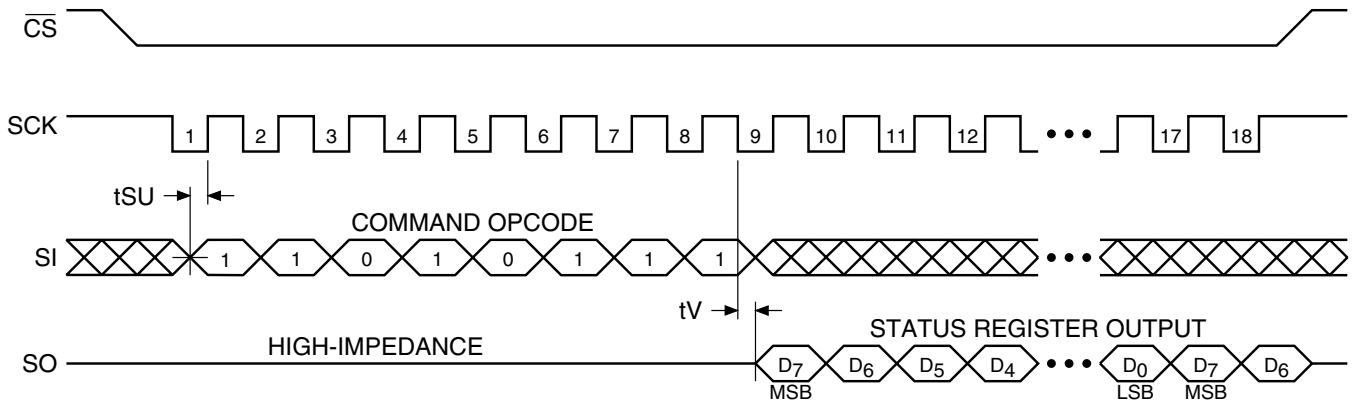 CS
SCK 1 2 3 4 5 6 7 8 9 10 11 12 ••• 17 18
tSU
COMMAND OPCODE
SI 1 1 0 1 0 1 1 1 •••
tV
HIGH-IMPEDANCE
STATUS REGISTER OUTPUT
SO D7 D6 D5 D4 ••• D0 D7 D6
MSB LSB MSB